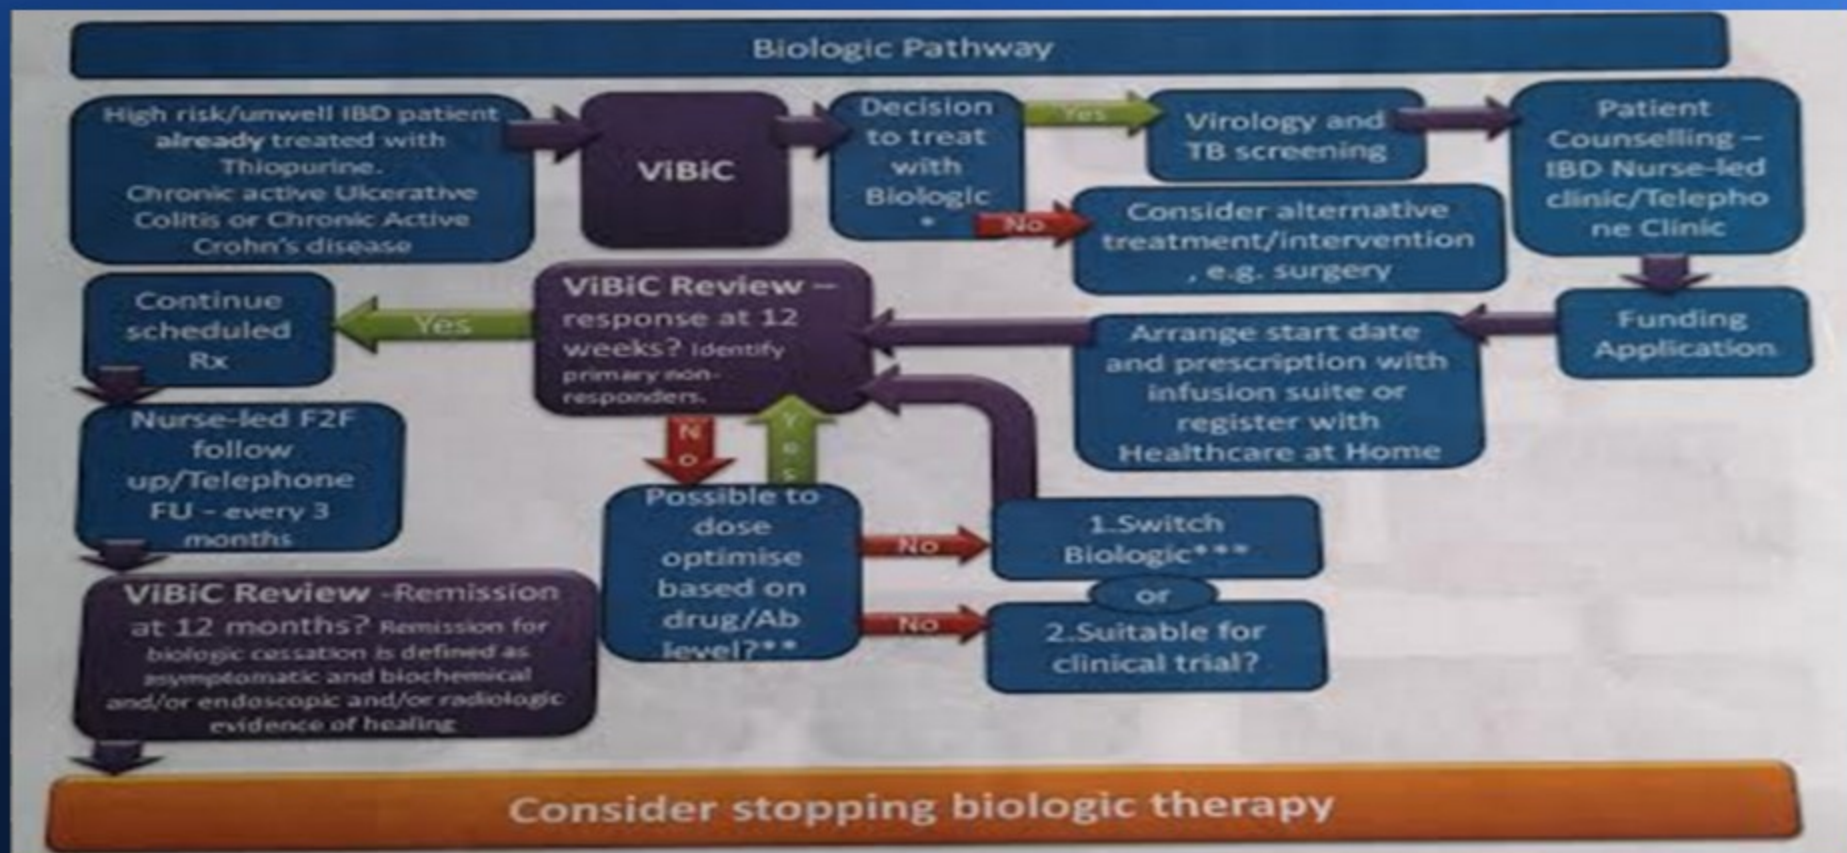 Biologic Pathway
High risk/unwell IBD patient
already treated with
Thiopurine.
Chronic active Ulcerative
Colitis or Chronic Active
Crohn's disease
ViBiC
Decision
to treat
with
Biologic
*
Yes
No
Virology and
TB screening
Consider alternative
treatment/intervention
, e.g. surgery
Patient
Counselling –
IBD Nurse-led
clinic/Telepho
ne Clinic
Funding
Application
Arrange start date
and prescription with
infusion suite or
register with
Healthcare at Home
ViBiC Review –
response at 12
weeks? Identify
primary non-
responders.
Yes
Continue
scheduled
Rx
Nurse-led F2F
follow
up/Telephone
FU - every 3
months
No
Yes
Possible to
dose
optimise
based on
drug/Ab
level?**
No
No
1.Switch
Biologic***
or
2.Suitable for
clinical trial?
ViBiC Review -Remission
at 12 months? Remission for
biologic cessation is defined as
asymptomatic and biochemical
and/or endoscopic and/or radiologic
evidence of healing
Consider stopping biologic therapy